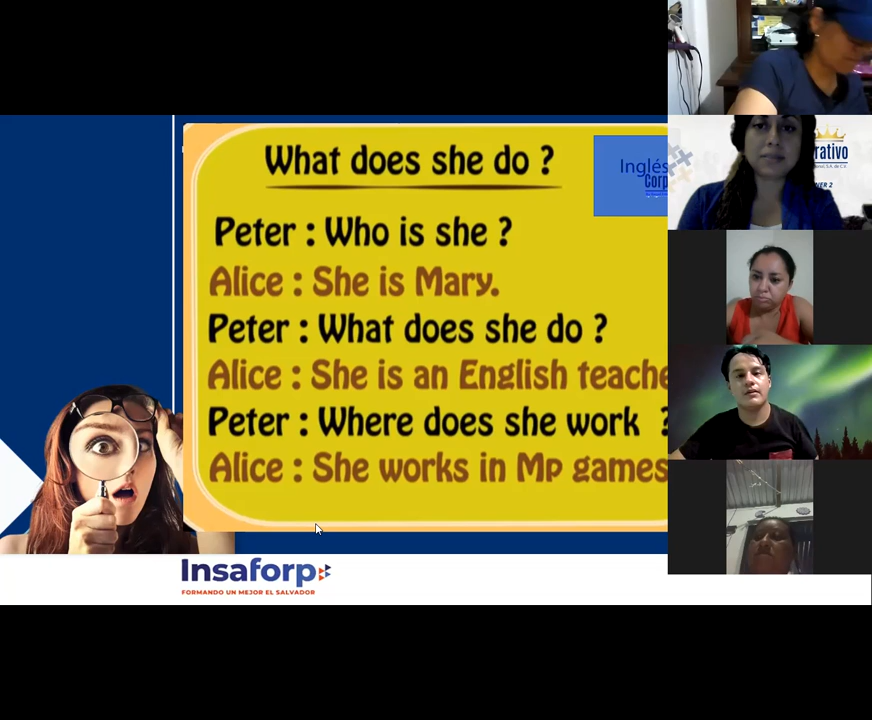 What does she do ?
Inglés
Corp
Peter : Who is she ?
Alice : She is Mary.
Peter : What does she do ?
Alice : She is an English teache
Peter : Where does she work ?
Alice : She works in Mp games
Insaforp
FORMANDO UN MEJOR EL SALVADOR
rativo
NER 2